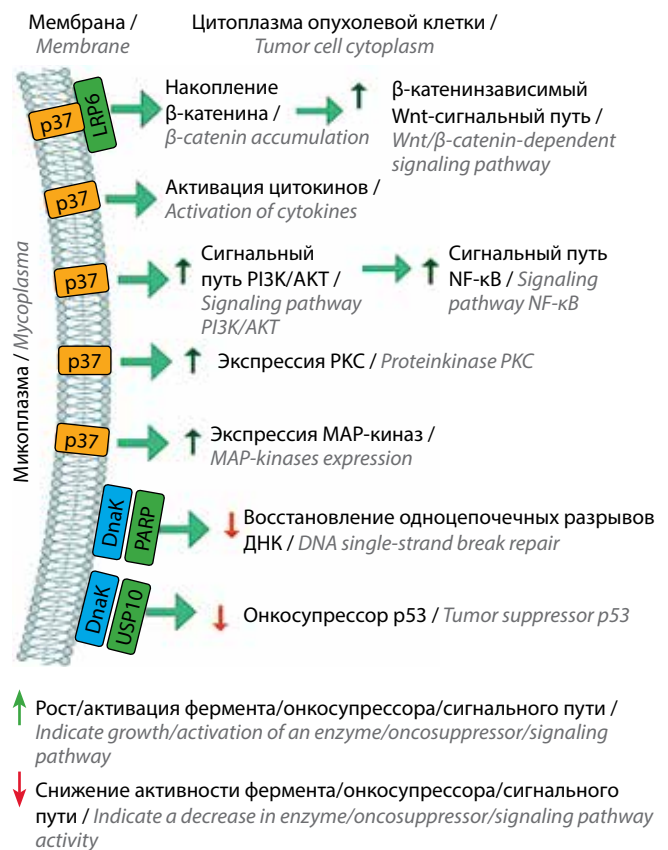 Мембрана /
Membrane
Цитоплазма опухолевой клетки /
Tumor cell cytoplasm
Микоплазма / Mycoplasma
p37
LRP6
Накопление
β-катенина /
β-catenin accumulation
β-катенинзависимый
Wnt-сигнальный путь /
Wnt/β-catenin-dependent
signaling pathway
p37
Активация цитокинов /
Activation of cytokines
p37
Сигнальный
путь PI3K/AKT /
Signaling pathway
PI3K/AKT
Сигнальный путь
NF-κB / Signaling
pathway NF-κB
p37
Экспрессия PKC / Proteinkinase PKC
p37
Экспрессия MAP-киназ /
MAP-kinases expression
DnaK
PARP
Восстановление одноцепочечных разрывов
ДНК / DNA single-strand break repair
DnaK
USP10
Онкосупрессор p53 / Tumor suppressor p53
Рост/активация фермента/онкосупрессора/сигнального пути /
Indicate growth/activation of an enzyme/oncosuppressor/signaling
pathway
Снижение активности фермента/онкосупрессора/сигнального
пути / Indicate a decrease in enzyme/oncosuppressor/signaling pathway
activity